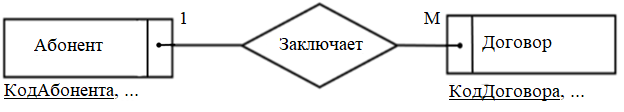 1
М
Абонент
Заключает
Договор
КодАбонента, ...
КодДоговора, ...